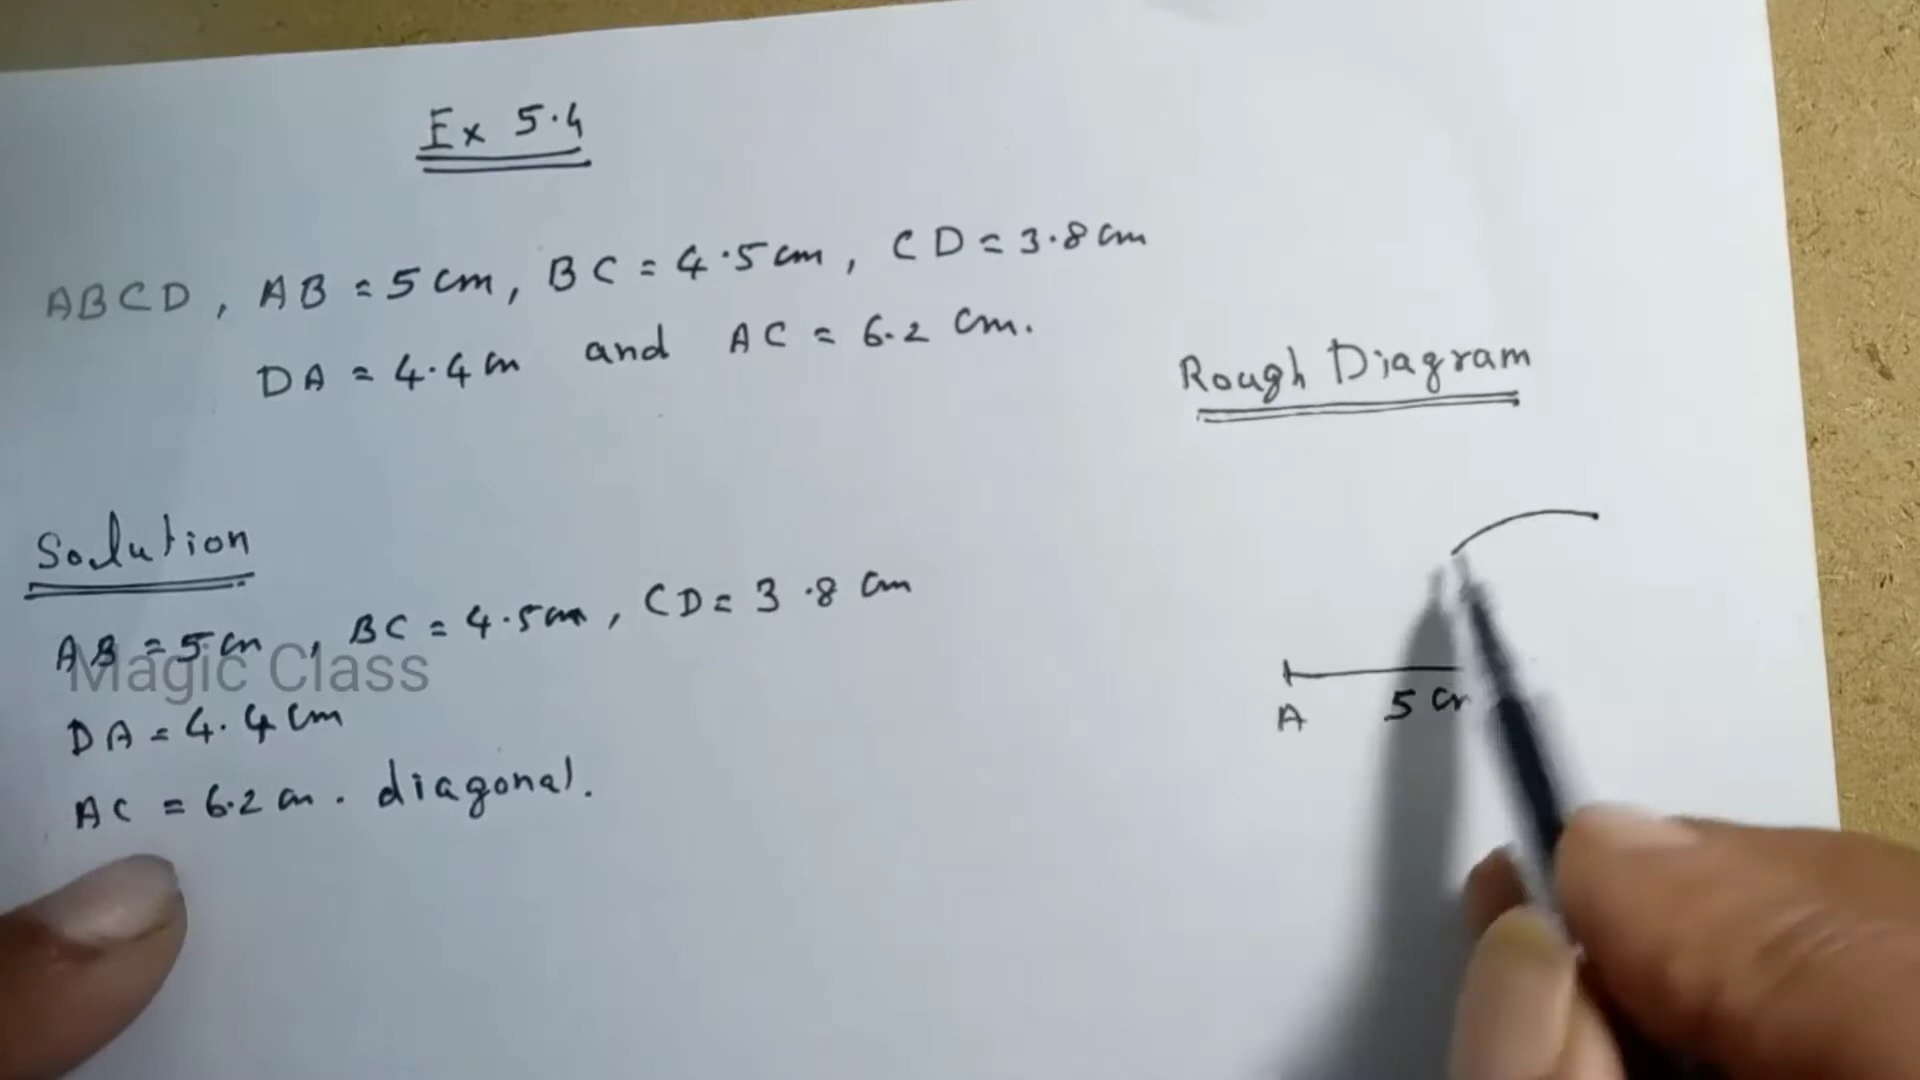 Ex 5.4
ABCD, AB = 5 cm, BC = 4.5 cm, CD = 3.8 cm
DA = 4.4 cm and AC = 6.2 cm.
Rough Diagram
Solution
AB = 5 cm, BC = 4.5 cm, CD = 3.8 cm
Magic Class
DA = 4.4 cm
AC = 6.2 cm. diagonal.
A 5